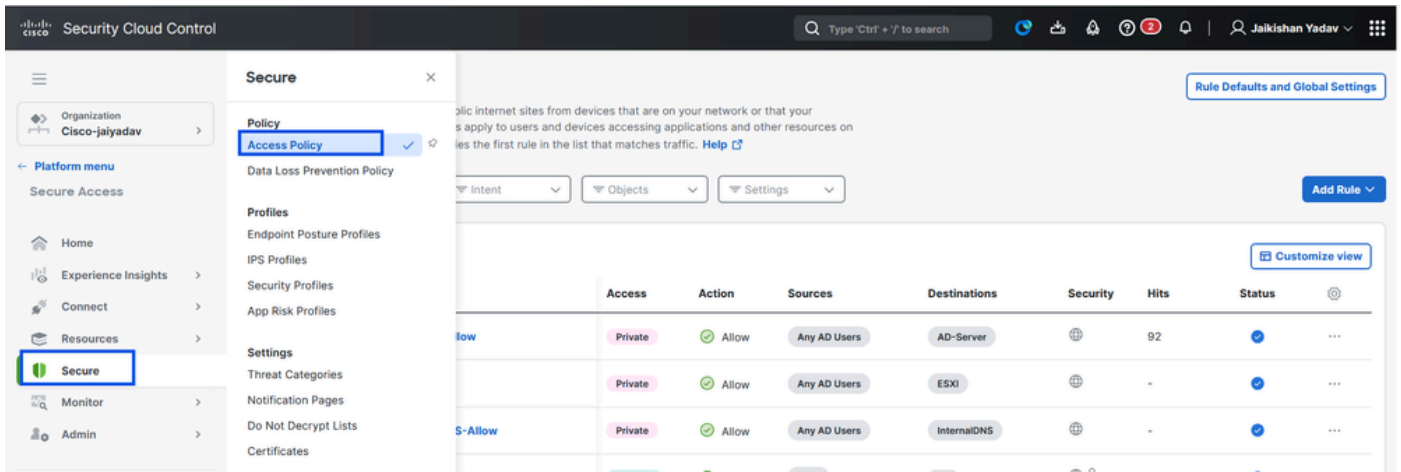 cisco Security Cloud Control
Type 'Ctrl' + '/' to search
2
Jaikishan Yadav
Organization
Cisco-jaiyadav
Platform menu
Secure Access
Home
Experience Insights
Connect
Resources
Secure
Monitor
Admin
Secure
Policy
Access Policy
Data Loss Prevention Policy
Profiles
Endpoint Posture Profiles
IPS Profiles
Security Profiles
App Risk Profiles
Settings
Threat Categories
Notification Pages
Do Not Decrypt Lists
Certificates
Rule Defaults and Global Settings
blic internet sites from devices that are on your network or that your
s apply to users and devices accessing applications and other resources on
ies the first rule in the list that matches traffic. Help
Intent Objects Settings Add Rule
Customize view
Access Action Sources Destinations Security Hits Status
llow Private Allow Any AD Users AD-Server 92 ...
Private Allow Any AD Users ESXI - ...
S-Allow Private Allow Any AD Users InternalDNS - ...